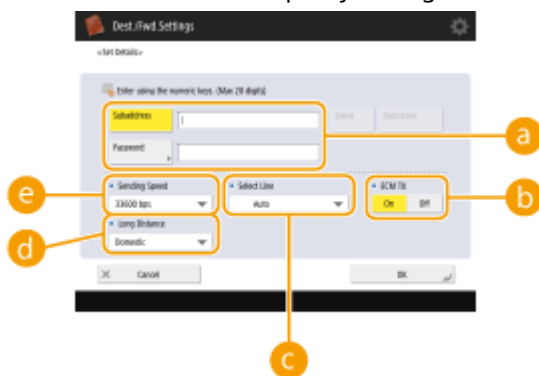 Dest./Fwd.Settings
<Set Details>
Enter using the numeric keys. (Max 20 digits)
Subaddress
Space
Backspace
Password
a
Sending Speed
Select Line
ECM TX
e
33600 bps
Auto
On
Off
b
Long Distance
d
Domestic
Cancel
OK
c